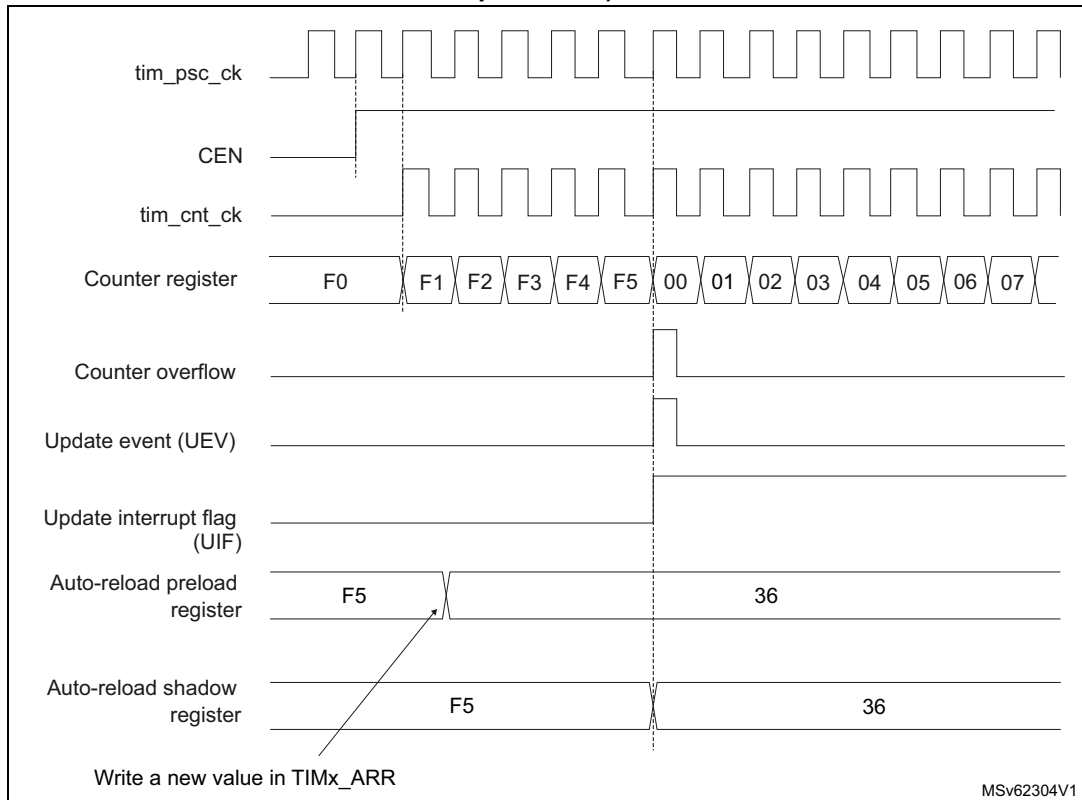 tim_psc_ck
CEN
tim_cnt_ck
Counter register F0 F1 F2 F3 F4 F5 00 01 02 03 04 05 06 07
Counter overflow
Update event (UEV)
Update interrupt flag
(UIF)
Auto-reload preload
register
F5 36
Auto-reload shadow
register
F5 36
Write a new value in TIMx_ARR
MSv62304V1